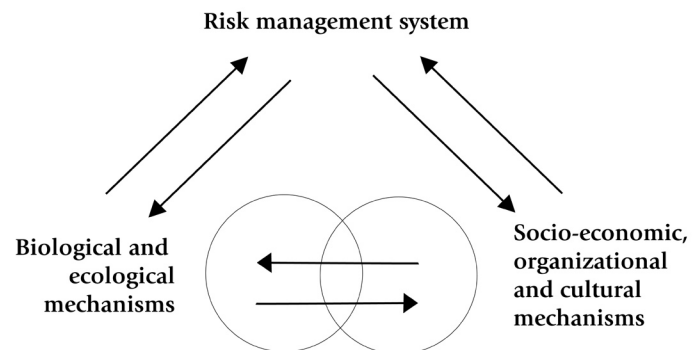 Risk management system
Biological and
ecological
mechanisms
Socio-economic,
organizational
and cultural
mechanisms